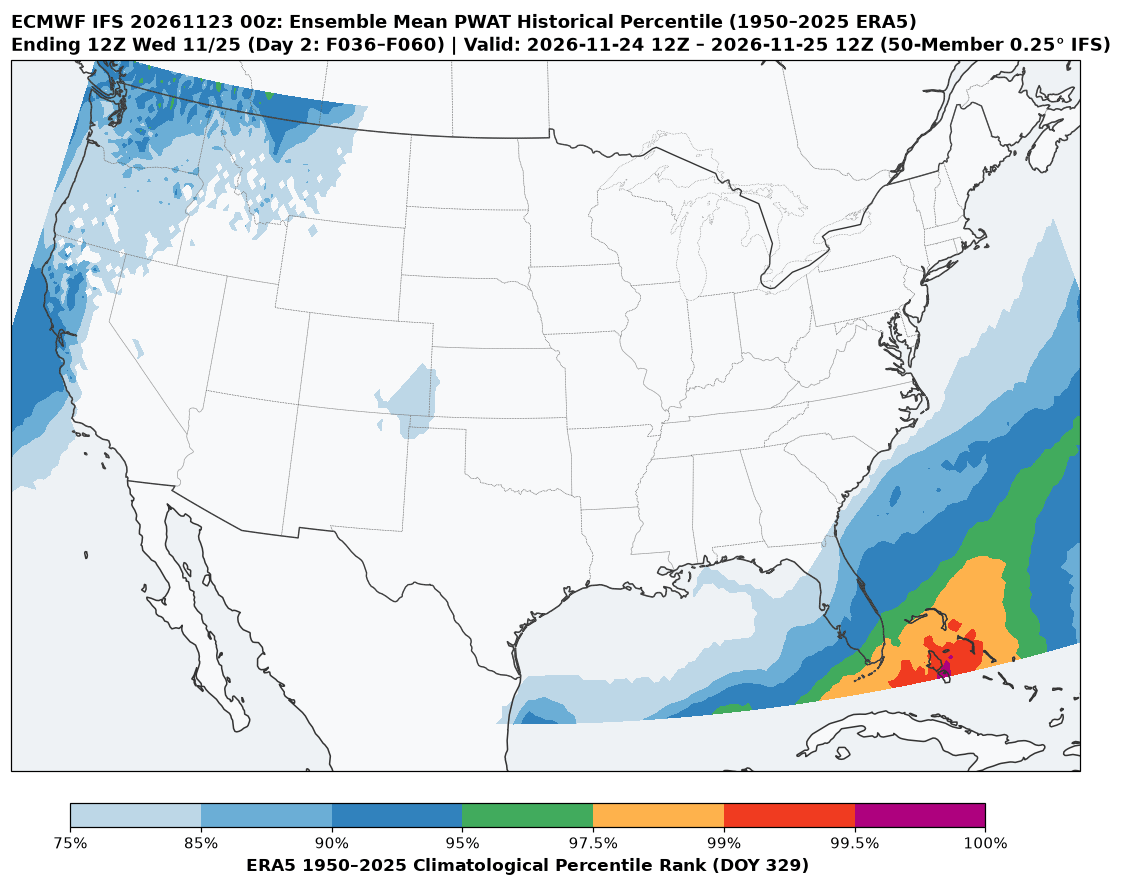 ECMWF IFS 20261123 00z: Ensemble Mean PWAT Historical Percentile (1950–2025 ERA5)
Ending 12Z Wed 11/25 (Day 2: F036–F060) | Valid: 2026-11-24 12Z – 2026-11-25 12Z (50-Member 0.25° IFS)
75% 85% 90% 95% 97.5% 99% 99.5% 100%
ERA5 1950–2025 Climatological Percentile Rank (DOY 329)